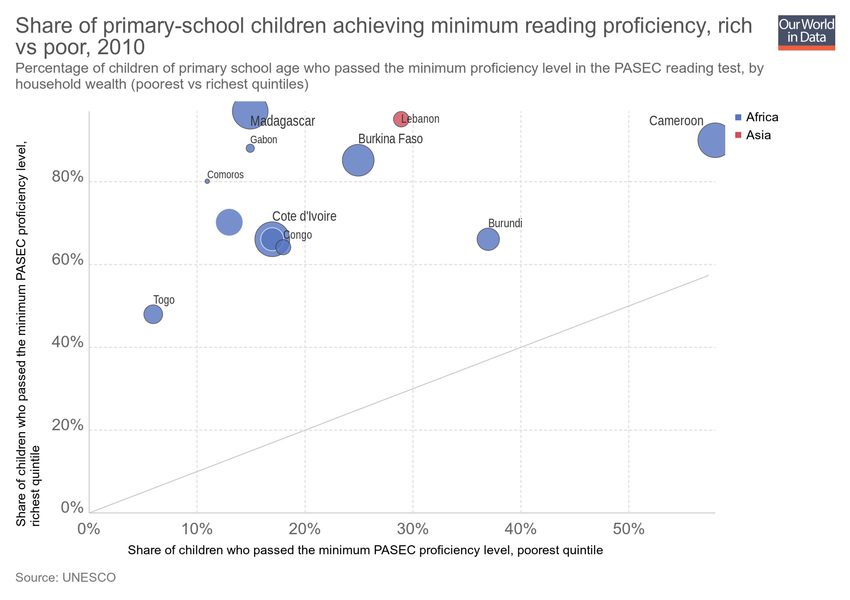 Share of primary-school children achieving minimum reading proficiency, rich
vs poor, 2010
Our World
in Data
Percentage of children of primary school age who passed the minimum proficiency level in the PASEC reading test, by
household wealth (poorest vs richest quintiles)
Share of children who passed the minimum PASEC proficiency level,
richest quintile
80%
60%
40%
20%
0%
Madagascar
Lebanon
Cameroon
Gabon
Burkina Faso
Comoros
Cote d'Ivoire
Congo
Burundi
Togo
Africa
Asia
0%
10%
20%
30%
40%
50%
Share of children who passed the minimum PASEC proficiency level, poorest quintile
Source: UNESCO